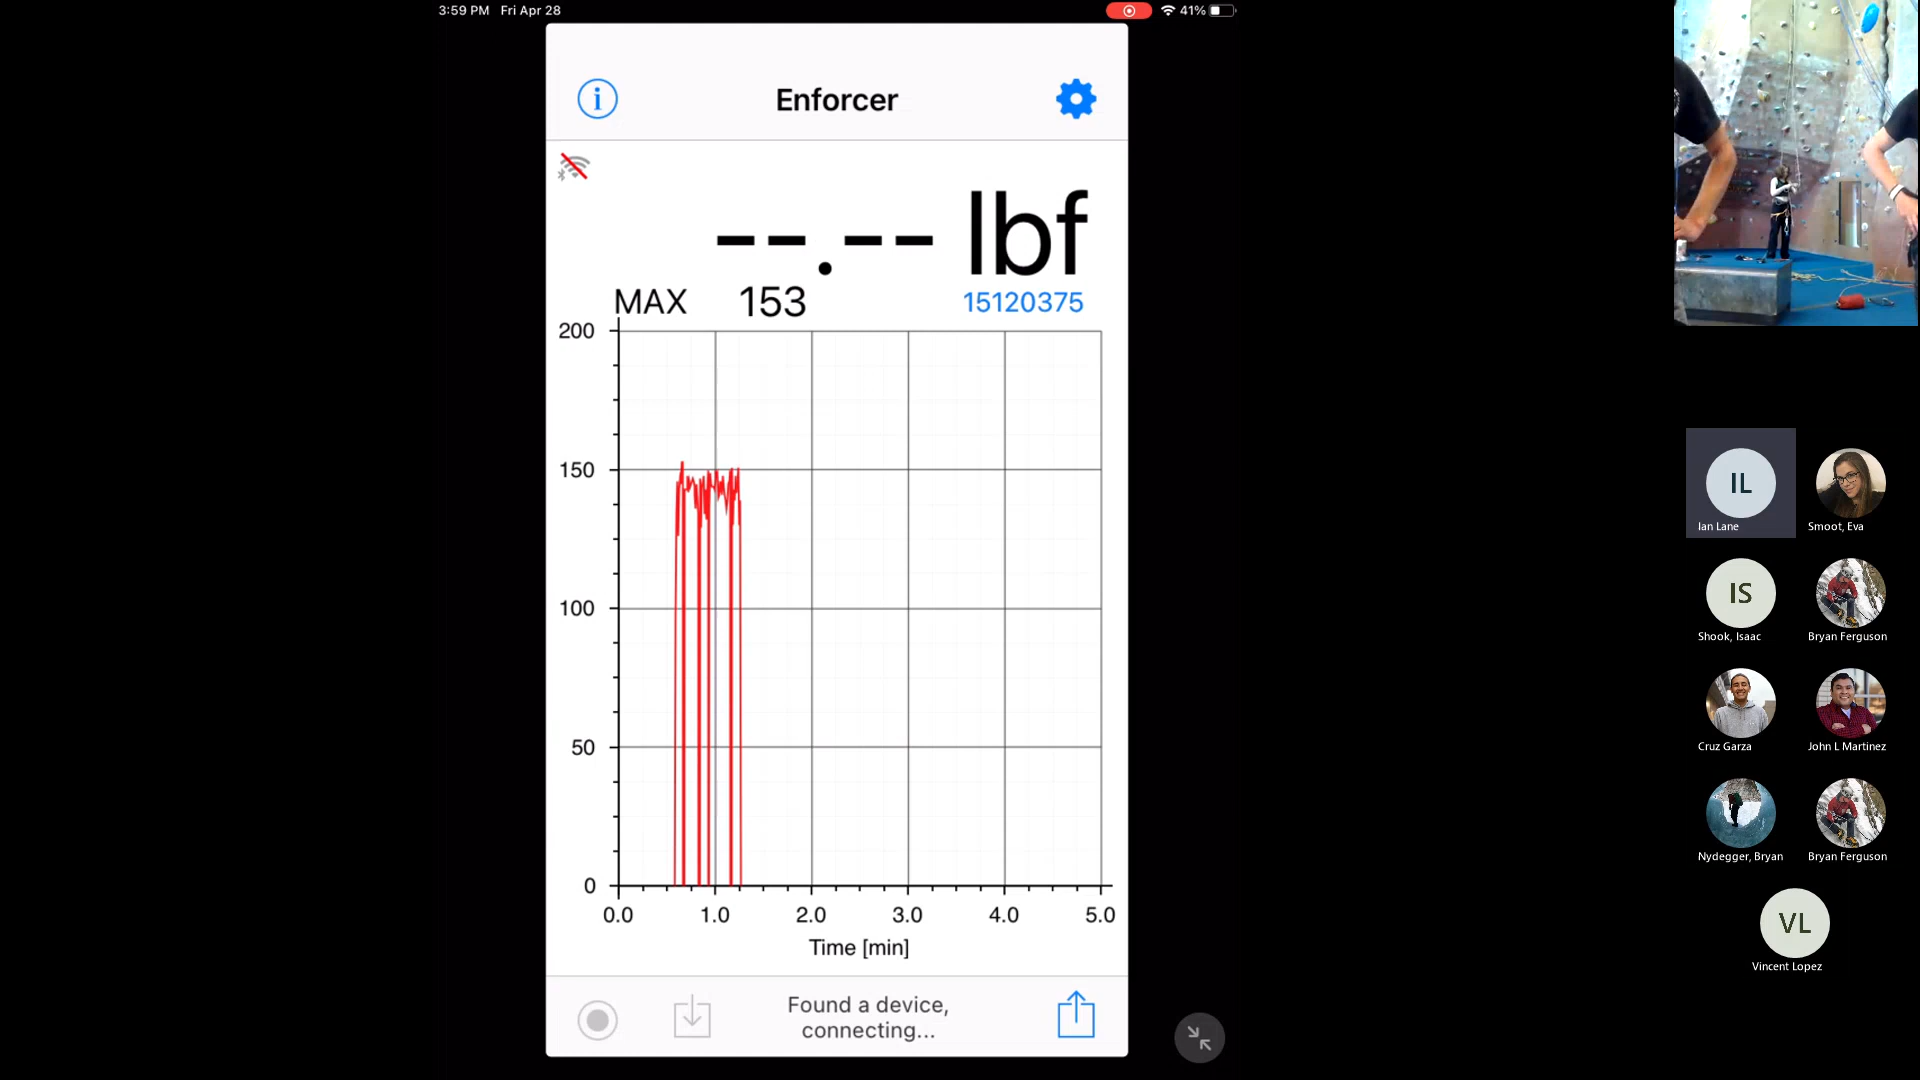 3:59 PM Fri Apr 28
41%
Enforcer
--.-- lbf
MAX 153 15120375
200
150
100
50
0
0.0 1.0 2.0 3.0 4.0 5.0
Time [min]
Found a device,
connecting...
IL
Ian Lane
Smoot, Eva
IS
Shook, Isaac
Bryan Ferguson
Cruz Garza
John L Martinez
Nydegger, Bryan
Bryan Ferguson
VL
Vincent Lopez